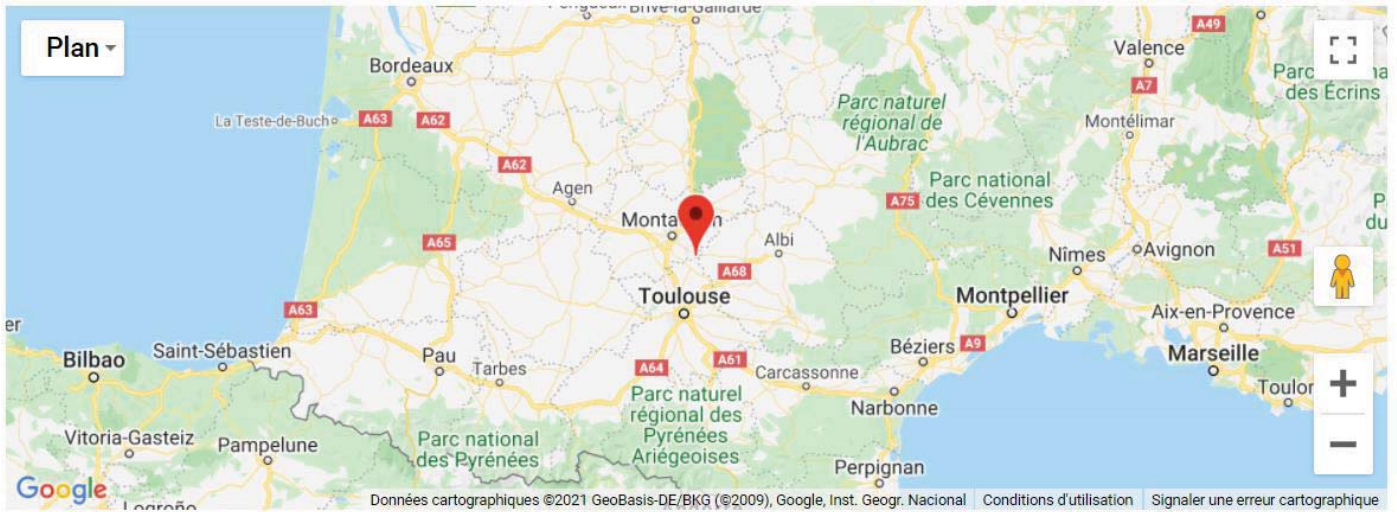 Brive-la-Gaillarde
A49
Plan
Valence
Bordeaux
A7
Parc
des Écrins
Parc naturel
régional de
l'Aubrac
La Teste-de-Buch
A63
A62
Montélimar
A62
Agen
Parc national
des Cévennes
A75
Albi
A65
Nîmes
Avignon
A51
A68
Toulouse
Montpellier
A63
Aix-en-Provence
Bilbao
Saint-Sébastien
Pau
Tarbes
A64
A61
Carcassonne
Béziers
A9
Marseille
Parc naturel
régional des
Pyrénées
Ariégeoises
Narbonne
Vitoria-Gasteiz
Pampelune
Parc national
des Pyrénées
Perpignan
Google
Logroño
Données cartographiques ©2021 GeoBasis-DE/BKG (©2009), Google, Inst. Geogr. Nacional
Conditions d'utilisation
Signaler une erreur cartographique